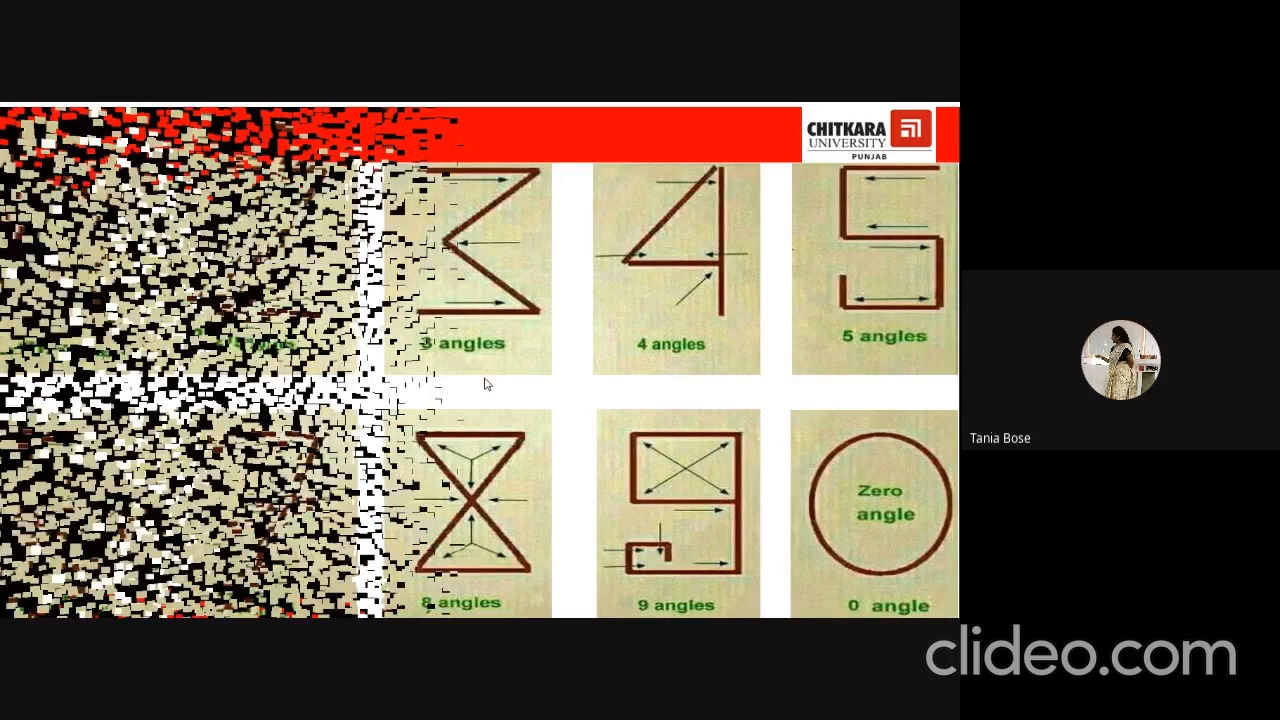 CHITKARA
UNIVERSITY
PUNJAB
3 angles
4 angles
5 angles
8 angles
9 angles
Zero
angle
0 angle
Tania Bose
clideo.com